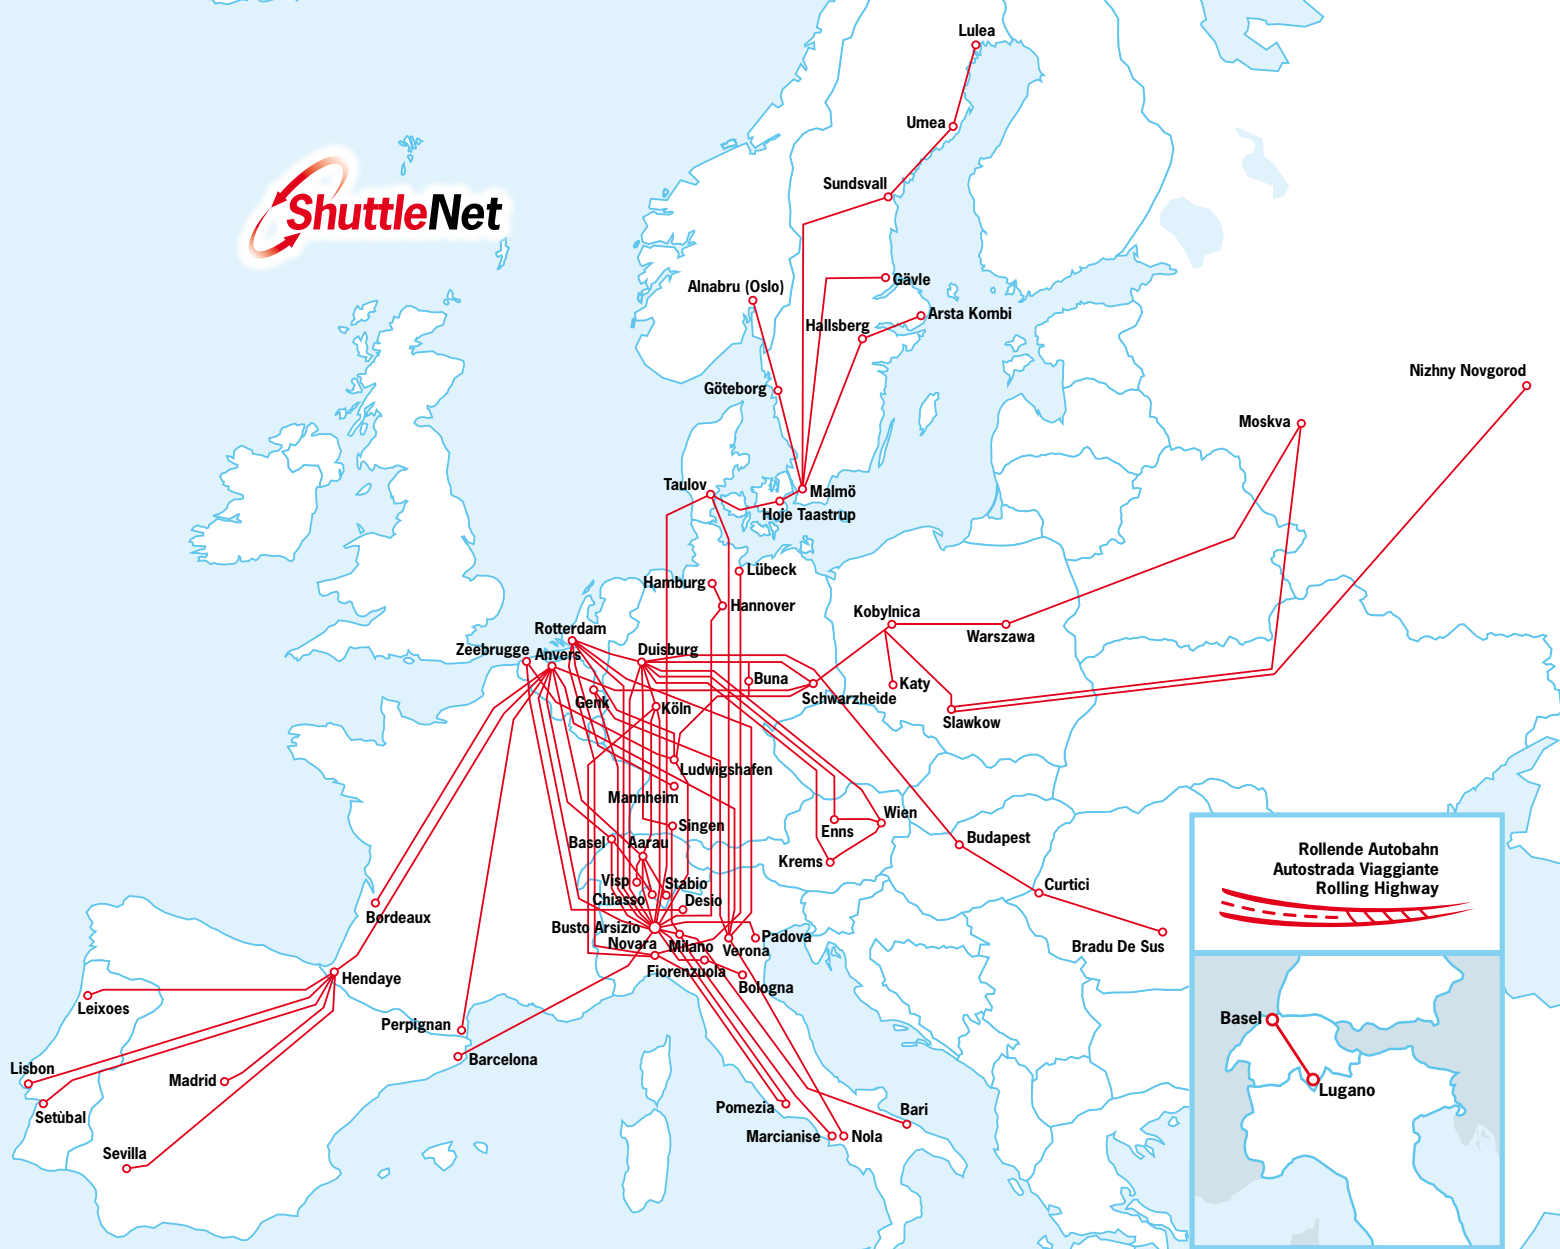 Lulea
Umea
Sundsvall
ShuttleNet
Gävle
Alnabru (Oslo)
Arsta Kombi
Hallsberg
Nizhny Novgorod
Göteborg
Moskva
Taulov
Malmö
Hoje Taastrup
Lübeck
Hamburg
Hannover
Kobylnica
Rotterdam
Warszawa
Zeebrugge
Anvers
Duisburg
Buna
Katy
Schwarzheide
Genk
Köln
Slawkow
Ludwigshafen
Mannheim
Wien
Singen
Enns
Basel
Aarau
Budapest
Krems
Visp
Stabio
Chiasso
Desio
Curtici
Bordeaux
Busto Arsizio
Novara
Milano
Verona
Padova
Bradu De Sus
Fiorenzuola
Hendaye
Bologna
Leixoes
Perpignan
Barcelona
Lisbon
Madrid
Setùbal
Pomezia
Bari
Marcianise
Nola
Sevilla
Rollende Autobahn
Autostrada Viaggiante
Rolling Highway
Basel
Lugano